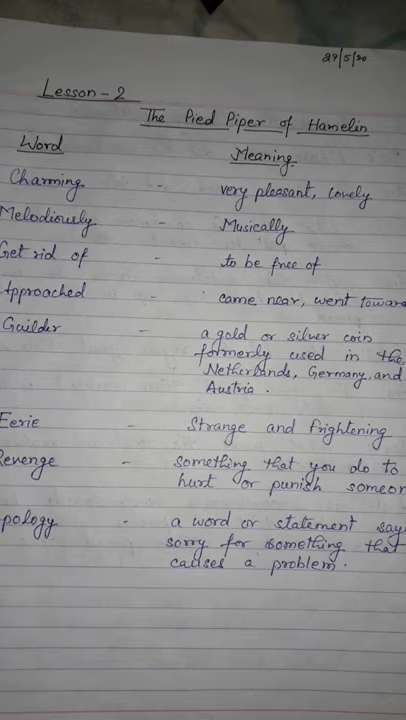 27/5/20
Lesson - 2
The Pied Piper of Hamelin
Word Meaning
Charming - very pleasant, lovely
Melodiously - Musically
Get rid of - to be free of
Approached - came near, went toward
Guilder - a gold or silver coin
formerly used in the
Netherlands, Germany, and
Austria.
Eerie - Strange and frightening
Revenge - something that you do to
hurt or punish someon
pology - a word or statement say
sorry for something that
causes a problem.